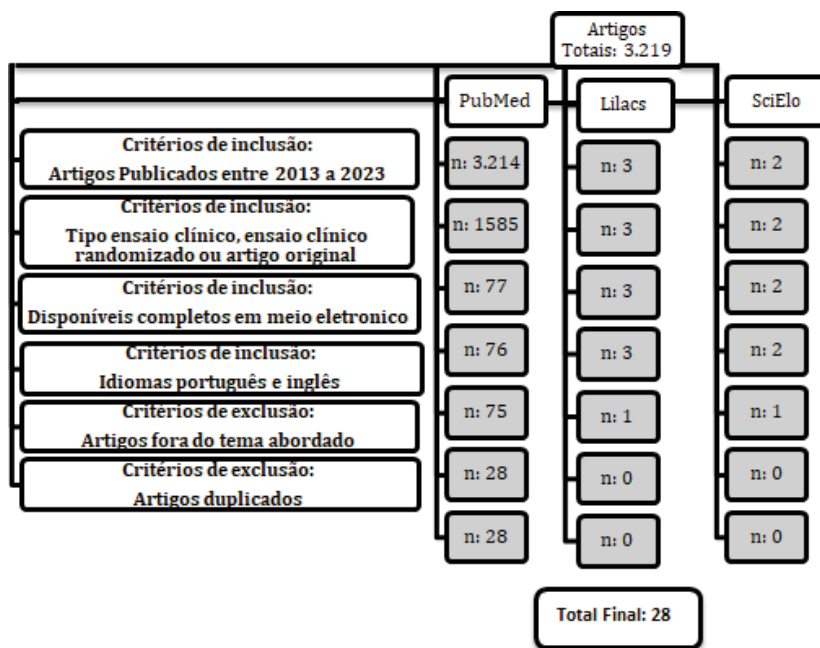 Artigos
Totais: 3.219
PubMed
Lilacs
SciElo
Critérios de inclusão:
Artigos Publicados entre 2013 a 2023
n: 3.214
n: 3
n: 2
Critérios de inclusão:
Tipo ensaio clínico, ensaio clínico
randomizado ou artigo original
n: 1585
n: 3
n: 2
Critérios de inclusão:
Disponíveis completos em meio eletronico
n: 77
n: 3
n: 2
Critérios de inclusão:
Idiomas português e inglês
n: 76
n: 3
n: 2
Critérios de exclusão:
Artigos fora do tema abordado
n: 75
n: 1
n: 1
Critérios de exclusão:
Artigos duplicados
n: 28
n: 0
n: 0
n: 28
n: 0
n: 0
Total Final: 28